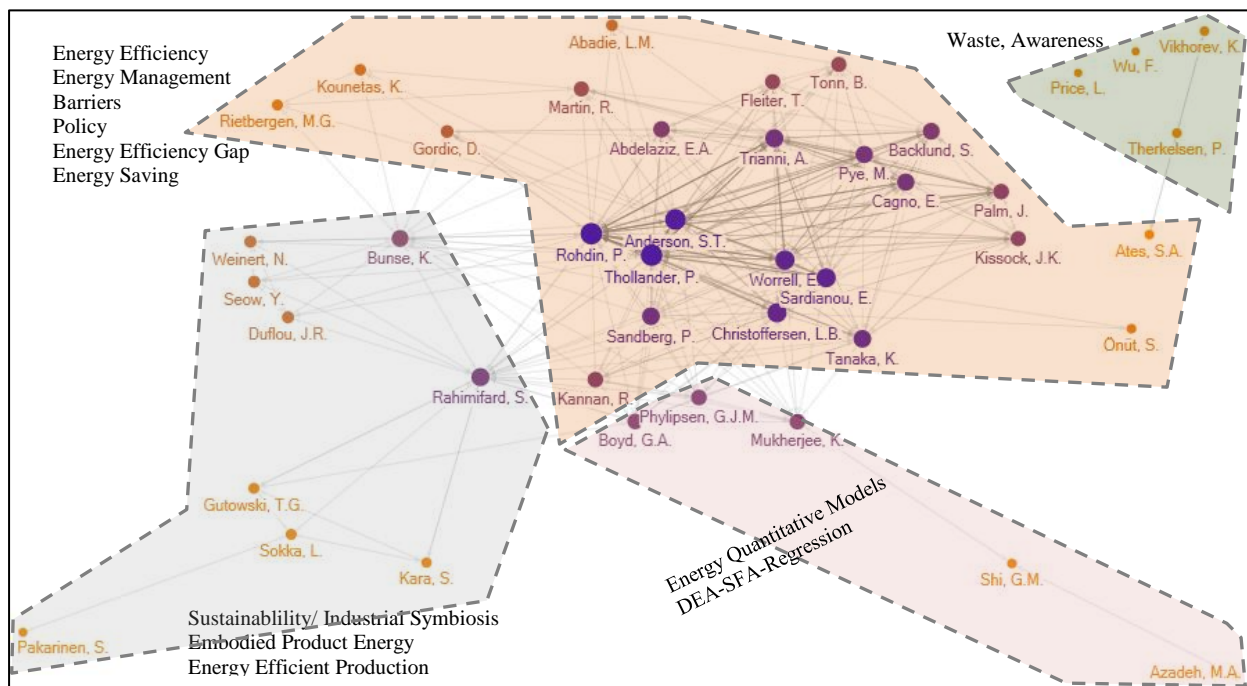 Energy Efficiency
Energy Management
Barriers
Policy
Energy Efficiency Gap
Energy Saving
Waste, Awareness
Abadie, L.M.
Vikhorev, K.
Wu, F.
Price, L.
Kounetas, K.
Tonn, B.
Rietbergen, M.G.
Martin, R.
Fleiter, T.
Gordic, D.
Abdelaziz, E.A.
Trianni, A.
Backlund, S.
Therkelsen, P.
Pye, M.
Cagno, E.
Palm, J.
Weinert, N.
Bunse, K.
Rohdin, P.
Anderson, S.T.
Kissock, J.K.
Ates, S.A.
Thollander, P.
Worrell, E.
Seow, Y.
Sardianou, E.
Duflou, J.R.
Sandberg, P.
Christoffersen, L.B.
Tanaka, K.
Önüt, S.
Rahimifard, S.
Kannan, R.
Phylipsen, G.J.M.
Boyd, G.A.
Mukherjee, K.
Gutowski, T.G.
Sokka, L.
Kara, S.
Energy Quantitative Models
DEA-SFA-Regression
Shi, G.M.
Pakarinen, S.
Azadeh, M.A.
Sustainablility/ Industrial Symbiosis
Embodied Product Energy
Energy Efficient Production